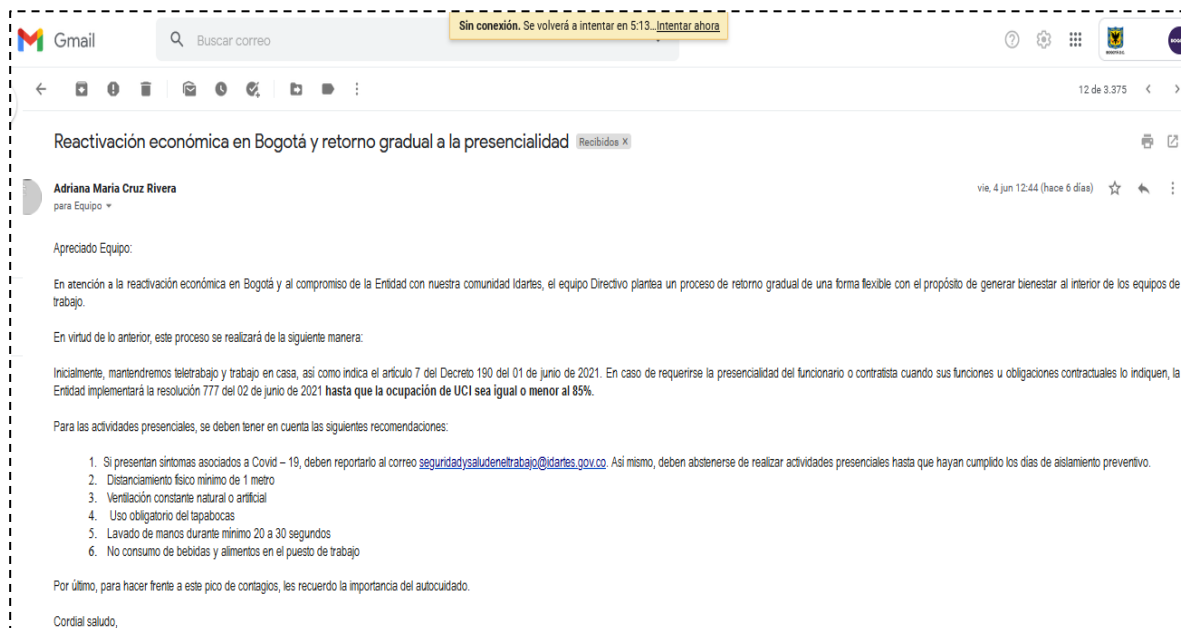 Sin conexión. Se volverá a intentar en 5:13...Intentar ahora
Gmail
Buscar correo
BOGOTÁ D.C.
12 de 3.375
Reactivación económica en Bogotá y retorno gradual a la presencialidad Recibidos x
Adriana Maria Cruz Rivera
vie, 4 jun 12:44 (hace 6 días)
para Equipo
Apreciado Equipo:
En atención a la reactivación económica en Bogotá y al compromiso de la Entidad con nuestra comunidad Idartes, el equipo Directivo plantea un proceso de retorno gradual de una forma flexible con el propósito de generar bienestar al interior de los equipos de
trabajo.
En virtud de lo anterior, este proceso se realizará de la siguiente manera:
Inicialmente, mantendremos teletrabajo y trabajo en casa, así como indica el artículo 7 del Decreto 190 del 01 de junio de 2021. En caso de requerirse la presencialidad del funcionario o contratista cuando sus funciones u obligaciones contractuales lo indiquen, la
Entidad implementará la resolución 777 del 02 de junio de 2021 hasta que la ocupación de UCI sea igual o menor al 85%.
Para las actividades presenciales, se deben tener en cuenta las siguientes recomendaciones:
1. Si presentan síntomas asociados a Covid – 19, deben reportarlo al correo seguridadysaludeneltrabajo@idartes.gov.co. Así mismo, deben abstenerse de realizar actividades presenciales hasta que hayan cumplido los días de aislamiento preventivo.
2. Distanciamiento físico mínimo de 1 metro
3. Ventilación constante natural o artificial
4. Uso obligatorio del tapabocas
5. Lavado de manos durante mínimo 20 a 30 segundos
6. No consumo de bebidas y alimentos en el puesto de trabajo
Por último, para hacer frente a este pico de contagios, les recuerdo la importancia del autocuidado.
Cordial saludo,